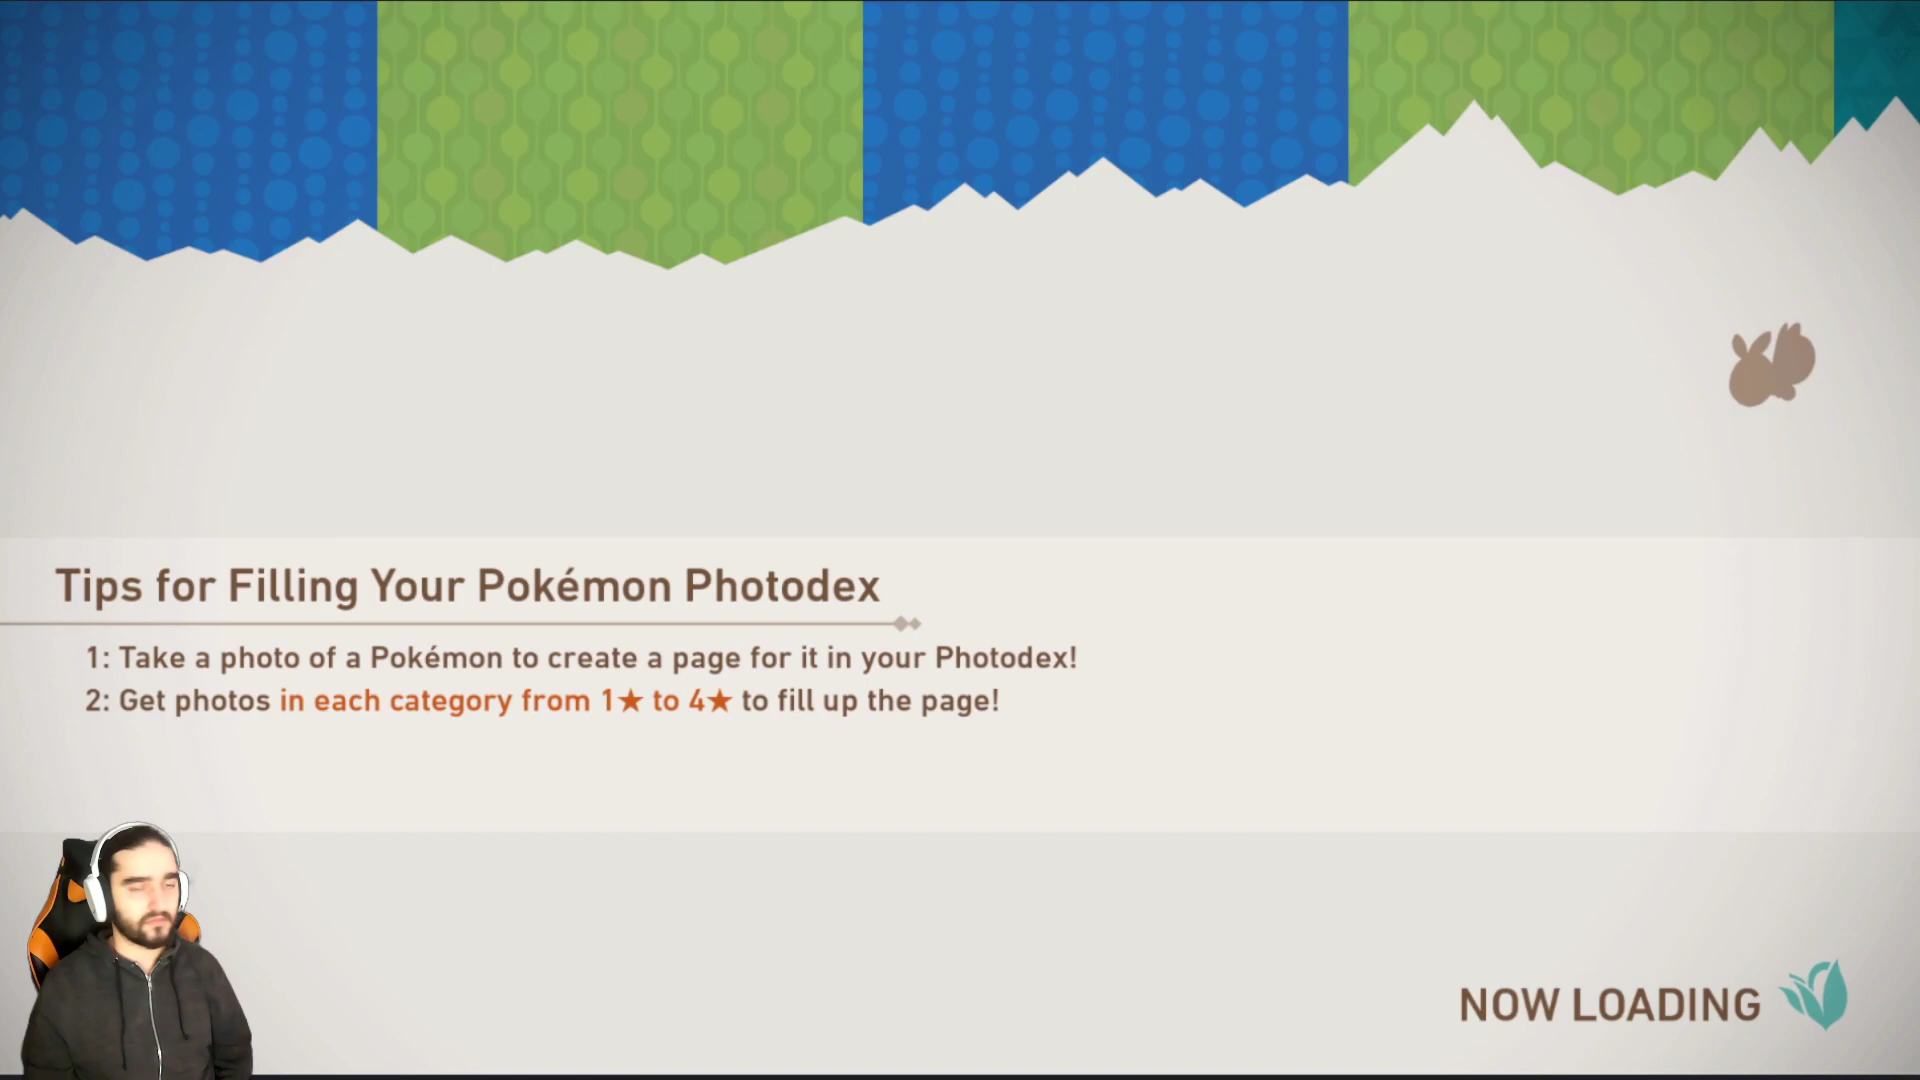 Tips for Filling Your Pokémon Photodex
1: Take a photo of a Pokémon to create a page for it in your Photodex!
2: Get photos in each category from 1★ to 4★ to fill up the page!
NOW LOADING